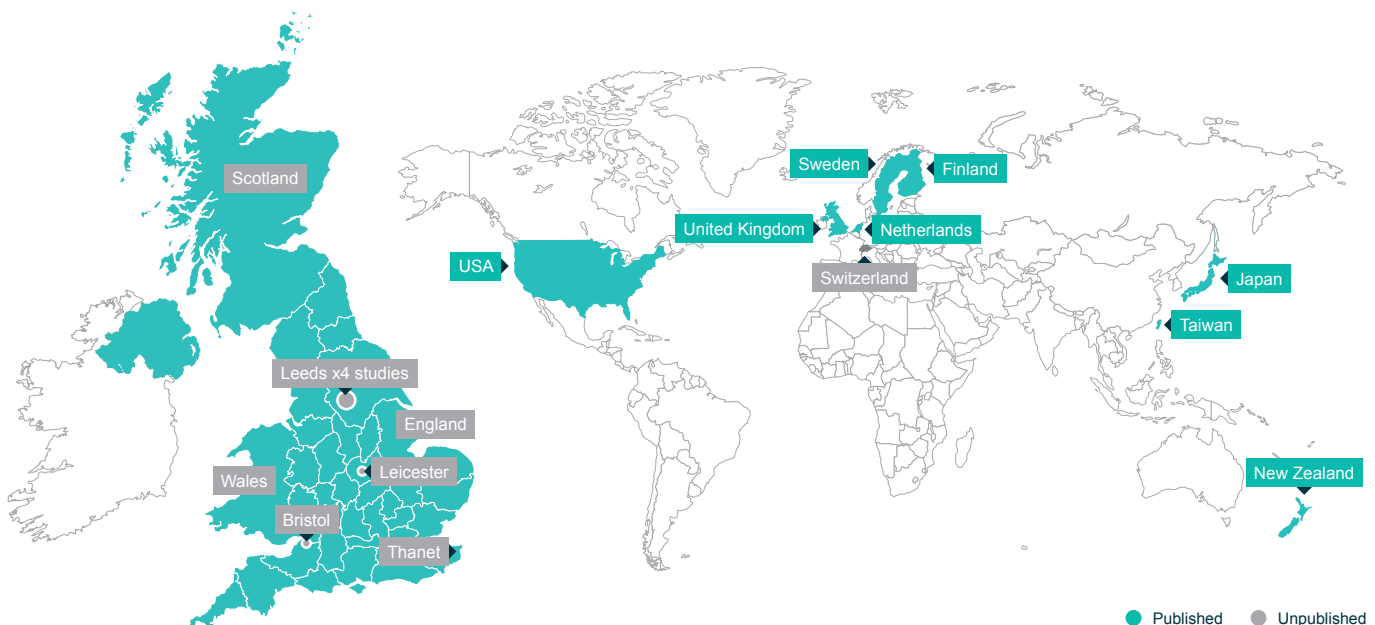 Scotland
Leeds x4 studies
England
Wales
Leicester
Bristol
Thanet
Sweden
Finland
United Kingdom
Netherlands
USA
Switzerland
Japan
Taiwan
New Zealand
Published
Unpublished